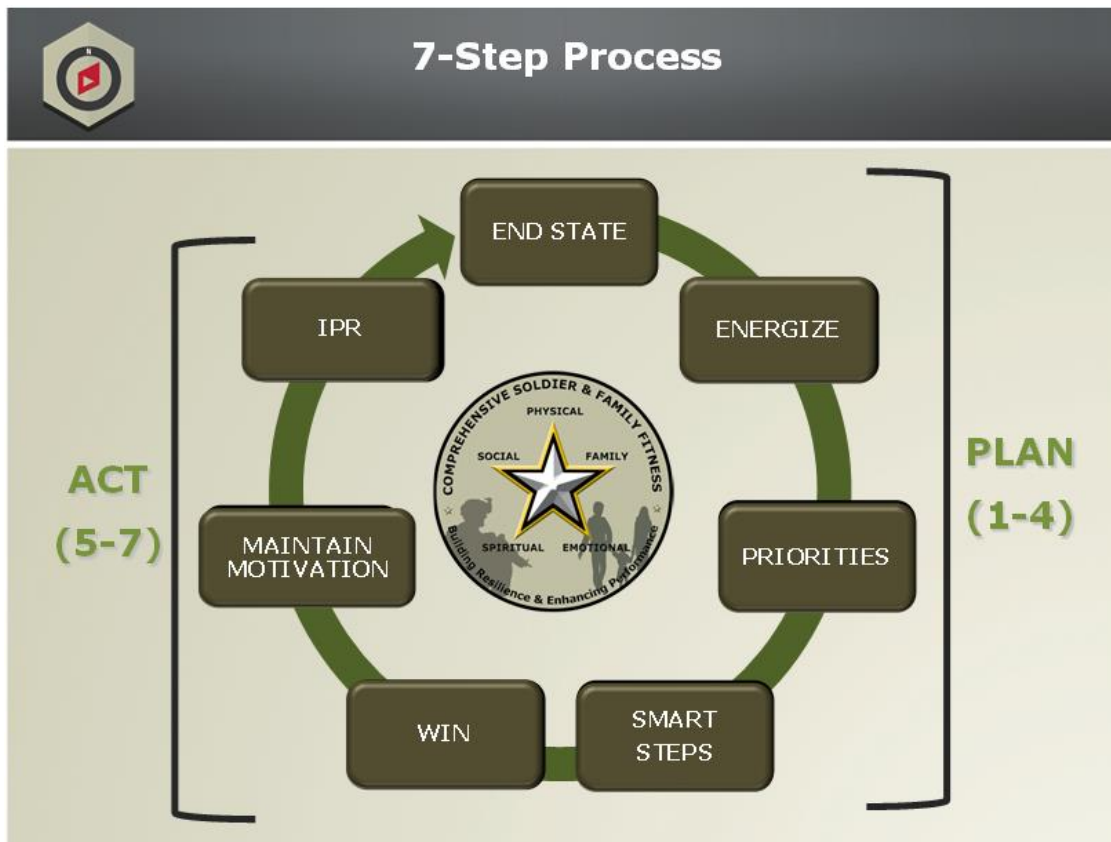 N
7-Step Process
END STATE
ENERGIZE
PRIORITIES
SMART
STEPS
WIN
MAINTAIN
MOTIVATION
IPR
PLAN
(1-4)
ACT
(5-7)
COMPREHENSIVE SOLDIER & FAMILY FITNESS
PHYSICAL
SOCIAL
FAMILY
SPIRITUAL
EMOTIONAL
Building Resilience & Enhancing Performance